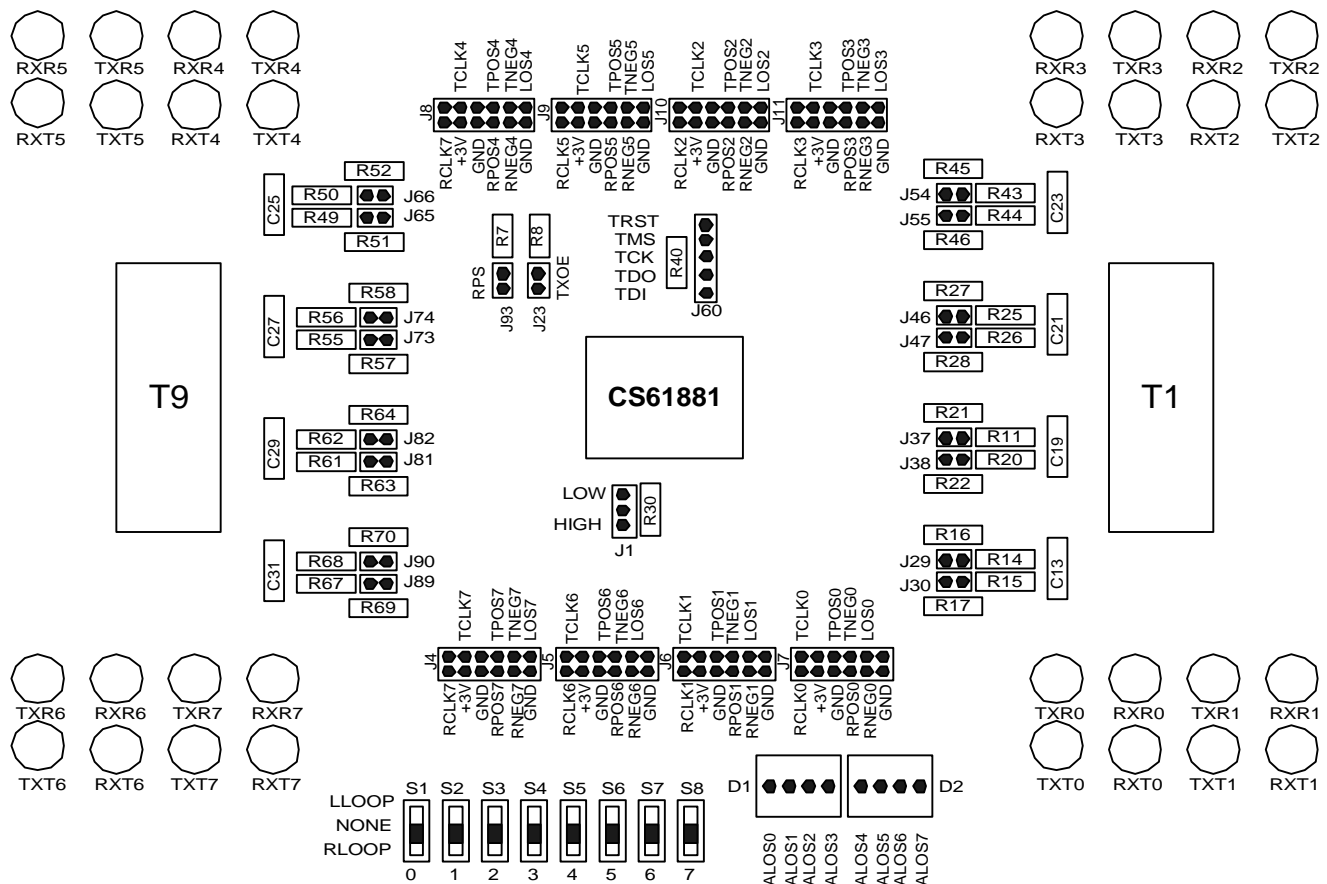 RXR5 TXR5 RXR4 TXR4
RXT5 TXT5 RXT4 TXT4
RXR3 TXR3 RXR2 TXR2
RXT3 TXT3 RXT2 TXT2
TCLK4 TPOS4 TNEG4 LOS4
TCLK5 TPOS5 TNEG5 LOS5
TCLK2 TPOS2 TNEG2 LOS2
TCLK3 TPOS3 TNEG3 LOS3
J8 J9 J10 J11
RCLK7 +3V GND RPOS4 RNEG4 GND
RCLK5 +3V GND RPOS5 RNEG5 GND
RCLK2 +3V GND RPOS2 RNEG2 GND
RCLK3 +3V GND RPOS3 RNEG3 GND
R52
C25 R50 J66
R49 J65
R51
R58
C27 R56 J74
R55 J73
R57
T9
R64
C29 R62 J82
R61 J81
R63
R70
C31 R68 J90
R67 J89
R69
R7 R8
RPS TXOE
J93 J23
TRST
TMS
TCK
TDO
TDI
R40
J60
CS61881
LOW
HIGH
R30
J1
R45
J54 R43 C23
J55 R44
R46
R27
J46 R25 C21
J47 R26
R28
T1
R21
J37 R11 C19
J38 R20
R22
R16
J29 R14 C13
J30 R15
R17
TCLK7 TPOS7 TNEG7 LOS7
TCLK6 TPOS6 TNEG6 LOS6
TCLK1 TPOS1 TNEG1 LOS1
TCLK0 TPOS0 TNEG0 LOS0
J4 J5 J6 J7
RCLK7 +3V GND RPOS7 RNEG7 GND
RCLK6 +3V GND RPOS6 RNEG6 GND
RCLK1 +3V GND RPOS1 RNEG1 GND
RCLK0 +3V GND RPOS0 RNEG0 GND
TXR6 RXR6 TXR7 RXR7
TXT6 RXT6 TXT7 RXT7
TXR0 RXR0 TXR1 RXR1
TXT0 RXT0 TXT1 RXT1
S1 S2 S3 S4 S5 S6 S7 S8
LLOOP
NONE
RLOOP
0 1 2 3 4 5 6 7
D1 D2
ALOS0 ALOS1 ALOS2 ALOS3 ALOS4 ALOS5 ALOS6 ALOS7